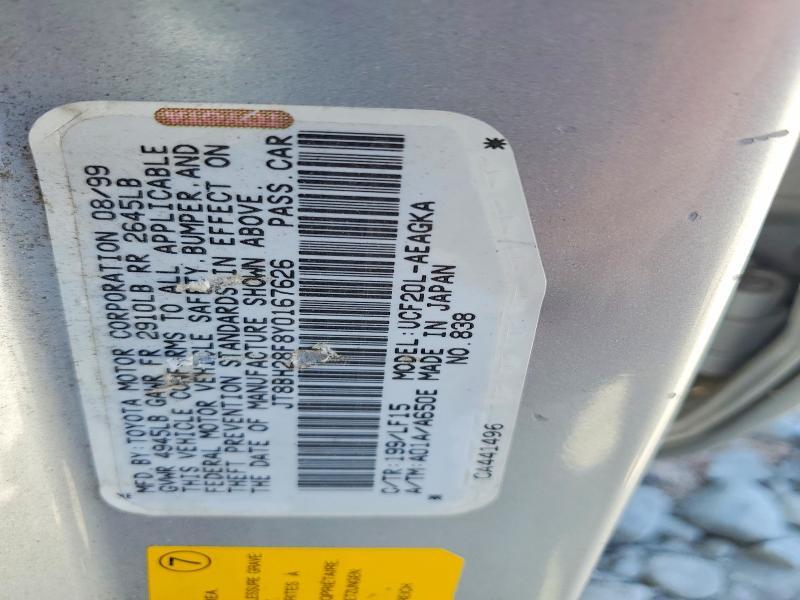 MFD.BY:TOYOTA MOTOR CORPORATION 08/99
GVWR 4945LB GAWR FR 2910LB RR 2645LB
THIS VEHICLE TO ALL APPLICABLE
FEDERAL MOTOR VEHICLE SAFETY,BUMPER,AND
THEFT PREVENTION STANDARDS IN EFFECT ON
THE DATE OF MANUFACTURE SHOWN ABOVE.
JT8BH28F8Y0167626 PASS.CAR
*
C/TR:199/LF15 MODEL:UCF20L-AEAGKA
A/TM:A01A/A650E MADE IN JAPAN
* NO.838
CX441496
7
ETZUNGEN